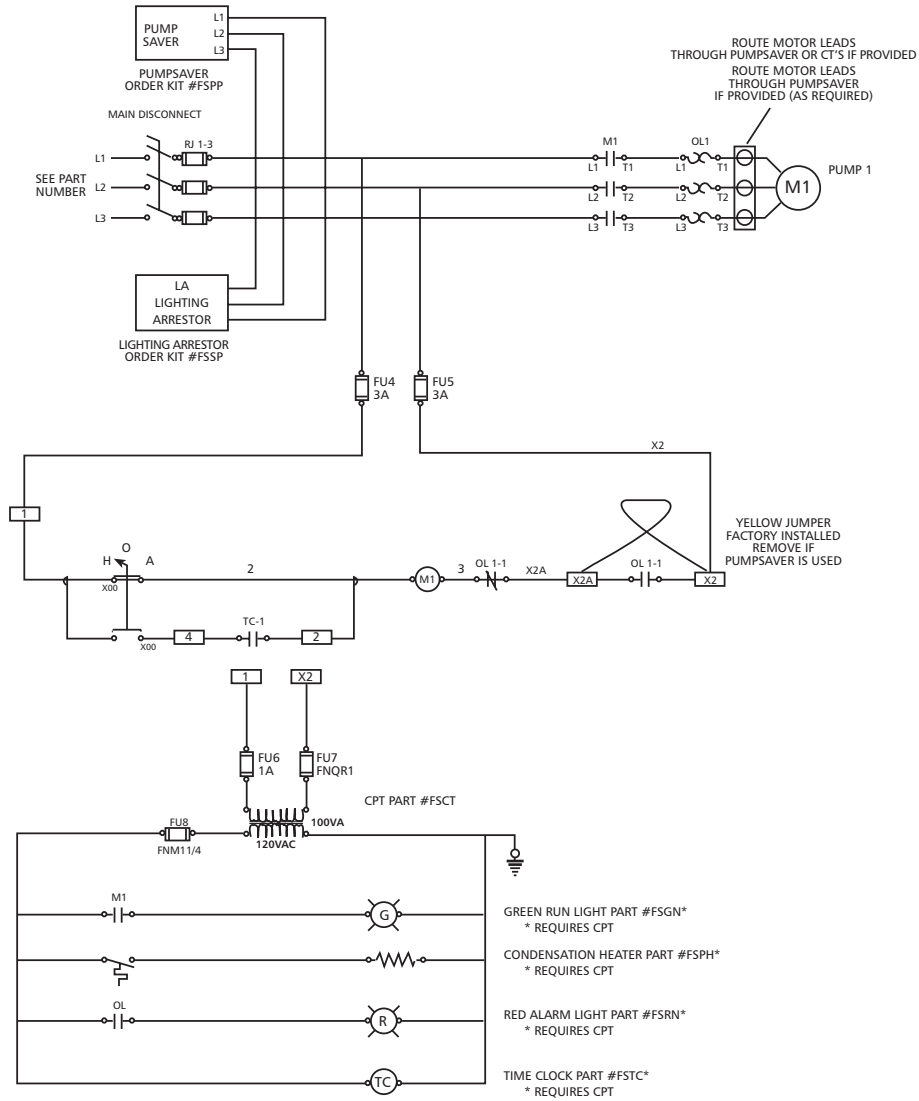 L1
PUMP
SAVER
L2
L3
PUMPSAVER
ORDER KIT #FSPP
ROUTE MOTOR LEADS
THROUGH PUMPSAVER OR CT'S IF PROVIDED
ROUTE MOTOR LEADS
THROUGH PUMPSAVER
IF PROVIDED (AS REQUIRED)
MAIN DISCONNECT
RJ 1-3
M1
OL1
L1
L1
T1
L1
T1
PUMP 1
SEE PART
NUMBER
L2
L2
T2
L2
T2
M1
L3
L3
T3
L3
T3
LA
LIGHTING
ARRESTOR
LIGHTING ARRESTOR
ORDER KIT #FSSP
FU4
3A
FU5
3A
X2
1
YELLOW JUMPER
FACTORY INSTALLED
REMOVE IF
PUMPSAVER IS USED
H
O
A
X00
2
M1
3
OL 1-1
X2A
X2A
OL 1-1
X2
X00
4
TC-1
2
1
X2
FU6
1A
FU7
FNQR1
CPT PART #FSCT
100VA
120VAC
FU8
FNM11/4
M1
G
GREEN RUN LIGHT PART #FSGN*
* REQUIRES CPT
CONDENSATION HEATER PART #FSPH*
* REQUIRES CPT
OL
R
RED ALARM LIGHT PART #FSRN*
* REQUIRES CPT
TC
TIME CLOCK PART #FSTC*
* REQUIRES CPT